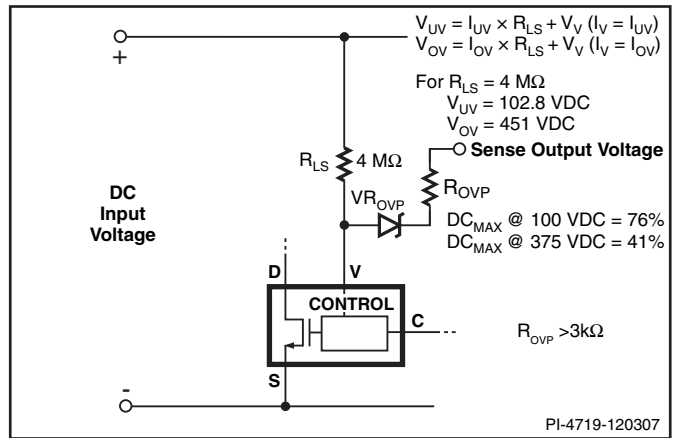 V_UV = I_UV × R_LS + V_V (I_V = I_UV)
V_OV = I_OV × R_LS + V_V (I_V = I_OV)
+
For R_LS = 4 MΩ
V_UV = 102.8 VDC
V_OV = 451 VDC
Sense Output Voltage
R_LS
4 MΩ
R_OVP
VR_OVP
DC
Input
Voltage
DC_MAX @ 100 VDC = 76%
DC_MAX @ 375 VDC = 41%
D
V
CONTROL
C
R_OVP >3kΩ
S
-
PI-4719-120307